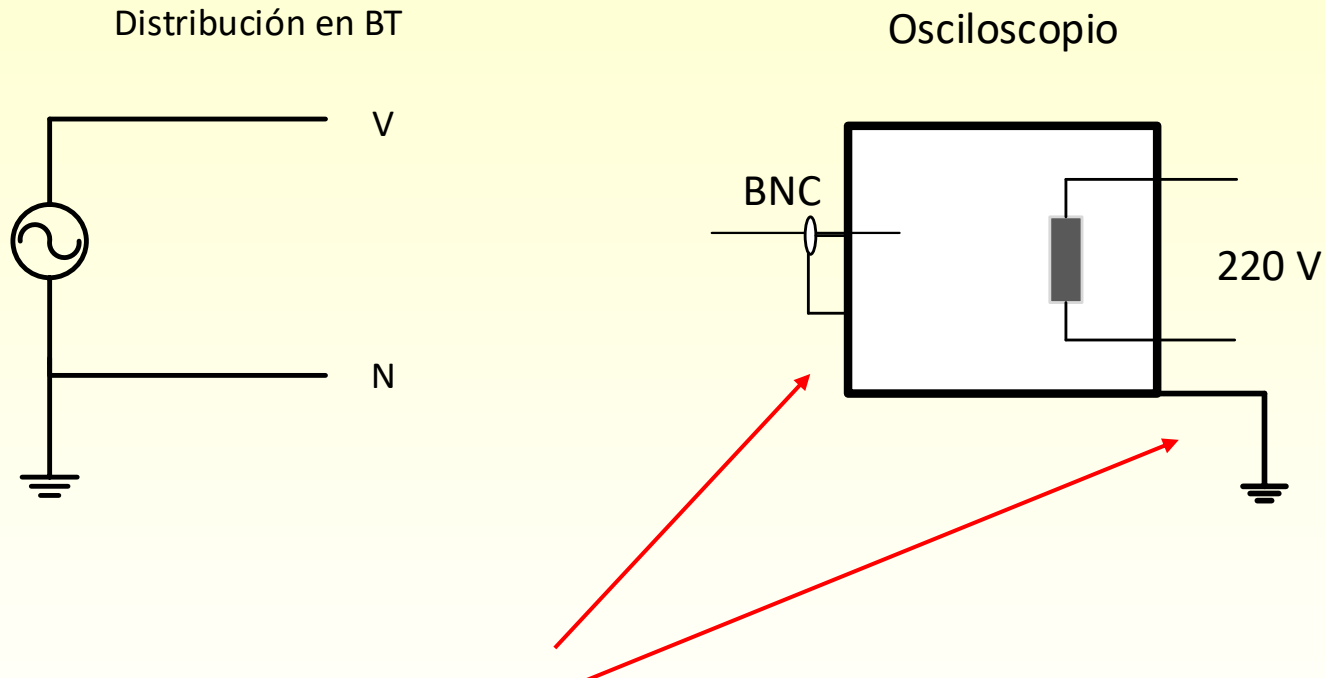 Distribución en BT
Osciloscopio
V
BNC
220 V
N